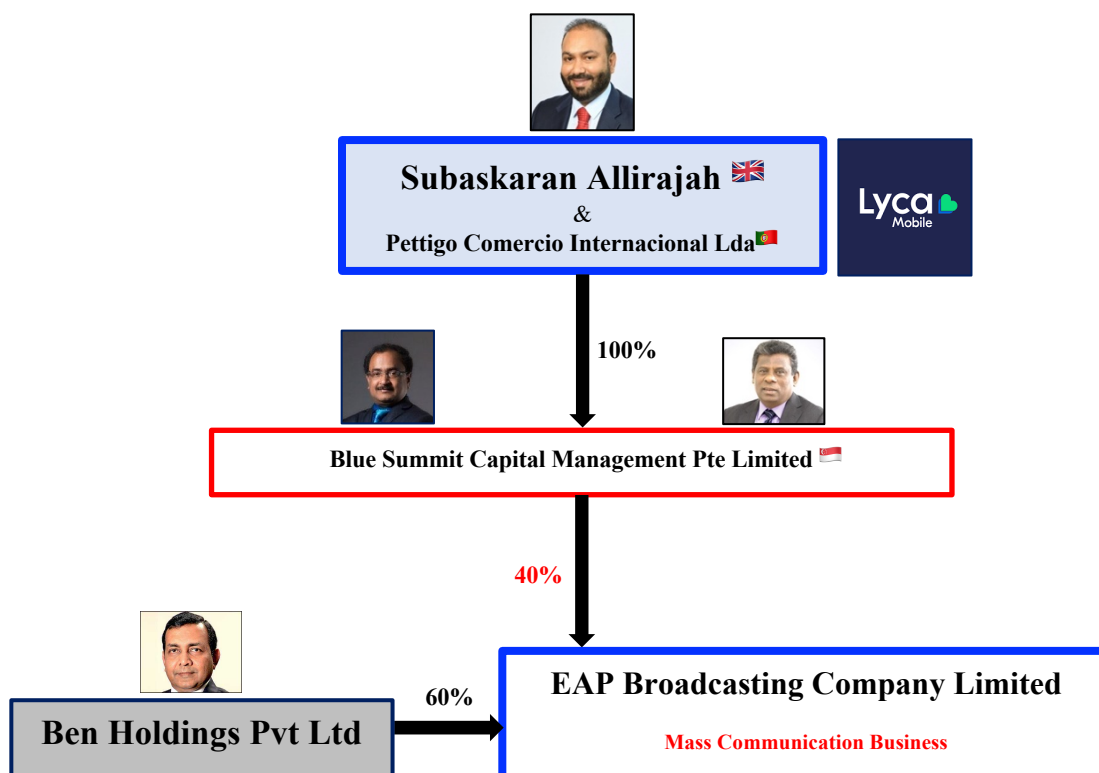 Subaskaran Allirajah
&
Pettigo Comercio Internacional Lda
Lyca
Mobile
100%
Blue Summit Capital Management Pte Limited
40%
60%
EAP Broadcasting Company Limited
Ben Holdings Pvt Ltd
Mass Communication Business